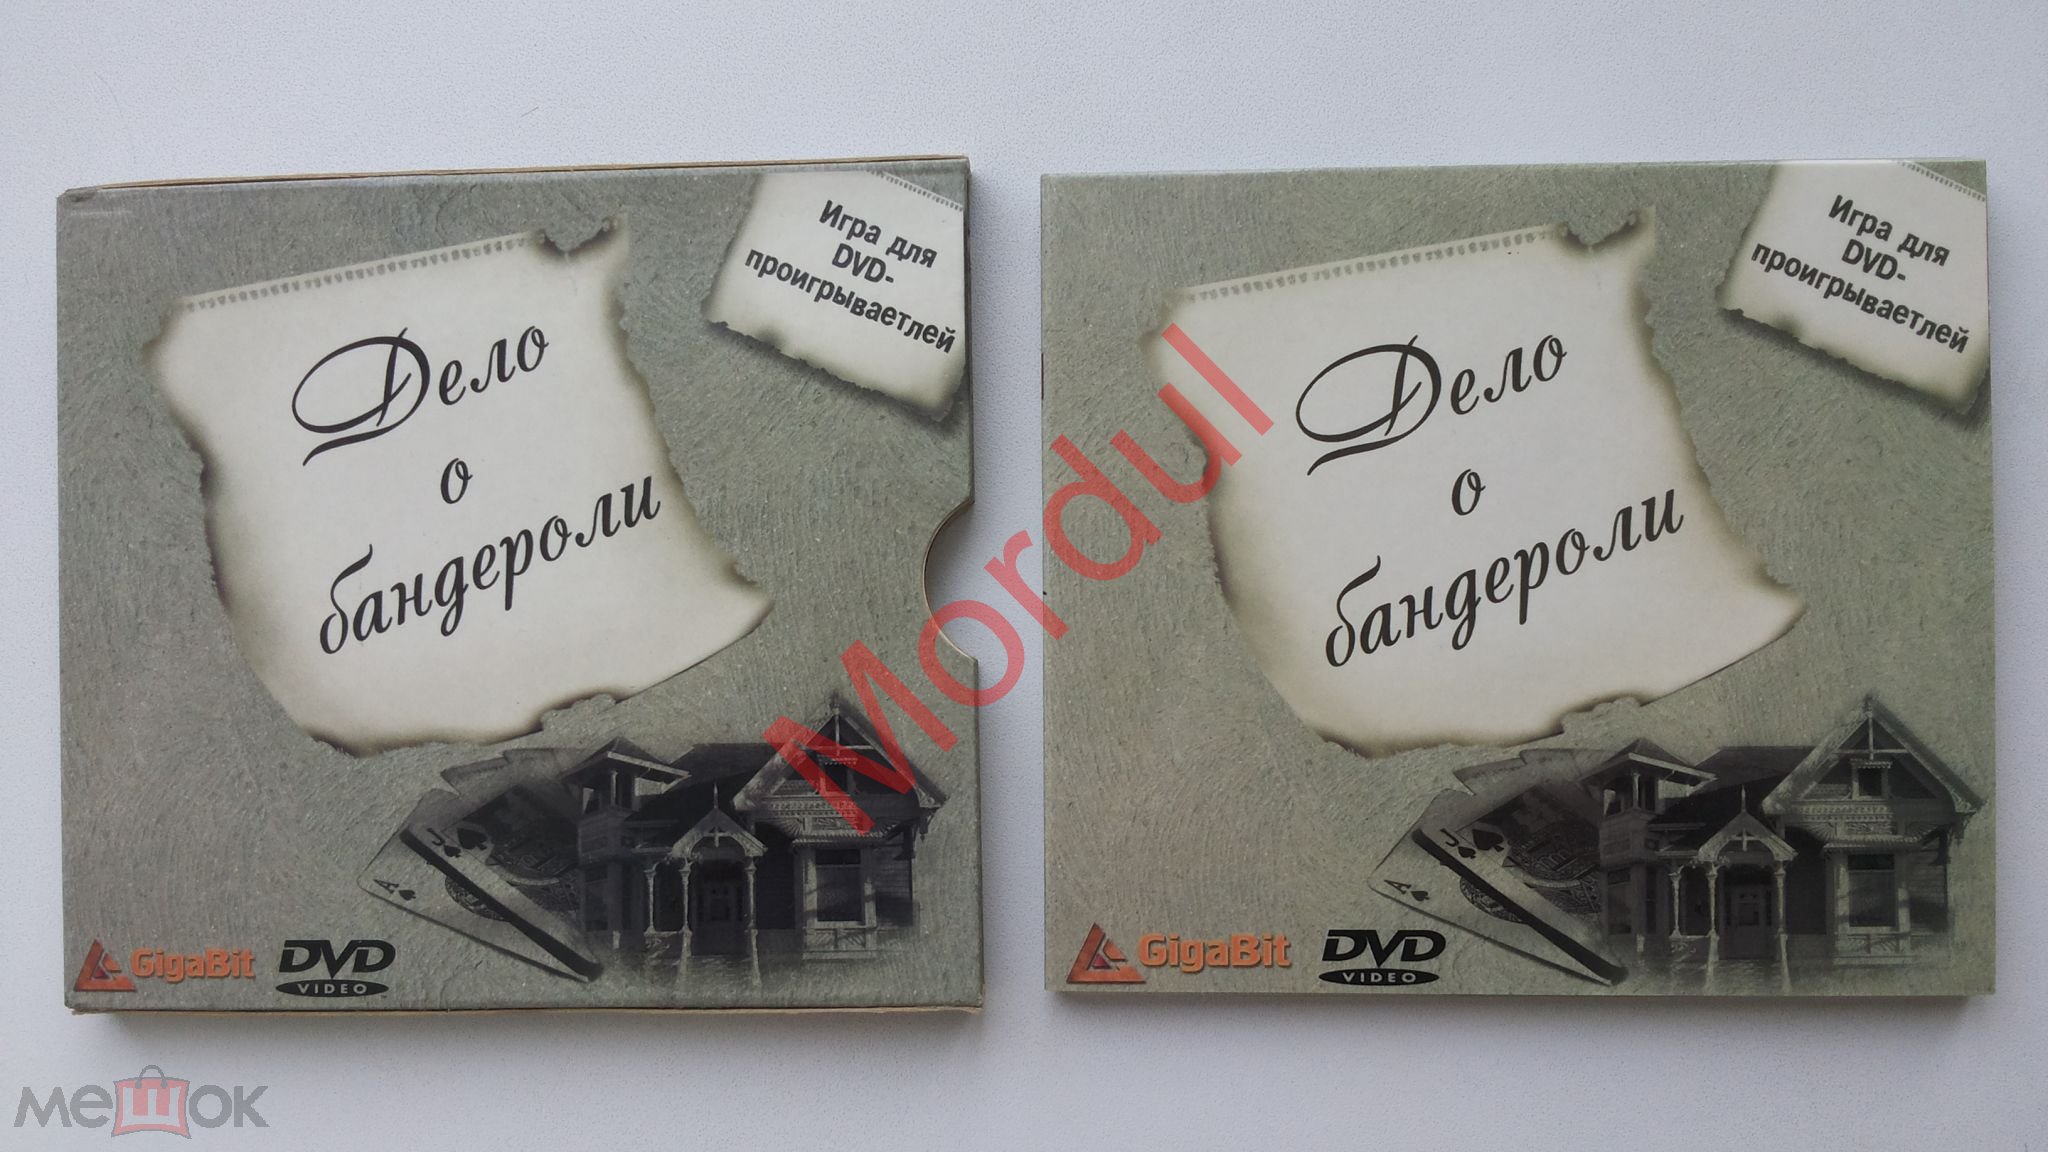 Игра для
DVD-
проигрываетлей
Дело
о
бандероли
J
A
GigaBit
DVD
VIDEO
Игра для
DVD-
проигрываетлей
Дело
о
бандероли
J
A
GigaBit
DVD
VIDEO
Mordul
мешок